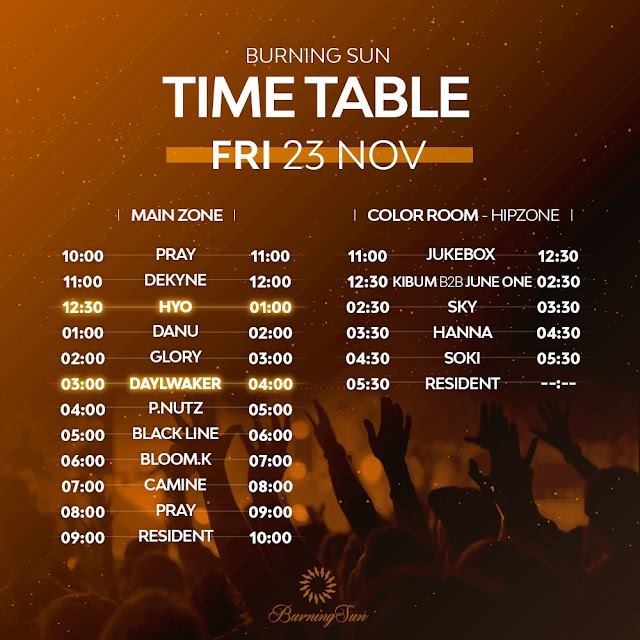 BURNING SUN
TIME TABLE
FRI 23 NOV
| MAIN ZONE |
10:00 PRAY 11:00
11:00 DEKYNE 12:00
12:30 HYO 01:00
01:00 DANU 02:00
02:00 GLORY 03:00
03:00 DAYLWAKER 04:00
04:00 P.NUTZ 05:00
05:00 BLACK LINE 06:00
06:00 BLOOM.K 07:00
07:00 CAMINE 08:00
08:00 PRAY 09:00
09:00 RESIDENT 10:00
| COLOR ROOM - HIPZONE |
11:00 JUKEBOX 12:30
12:30 KIBUM B2B JUNE ONE 02:30
02:30 SKY 03:30
03:30 HANNA 04:30
04:30 SOKI 05:30
05:30 RESIDENT --:--
BurningSun